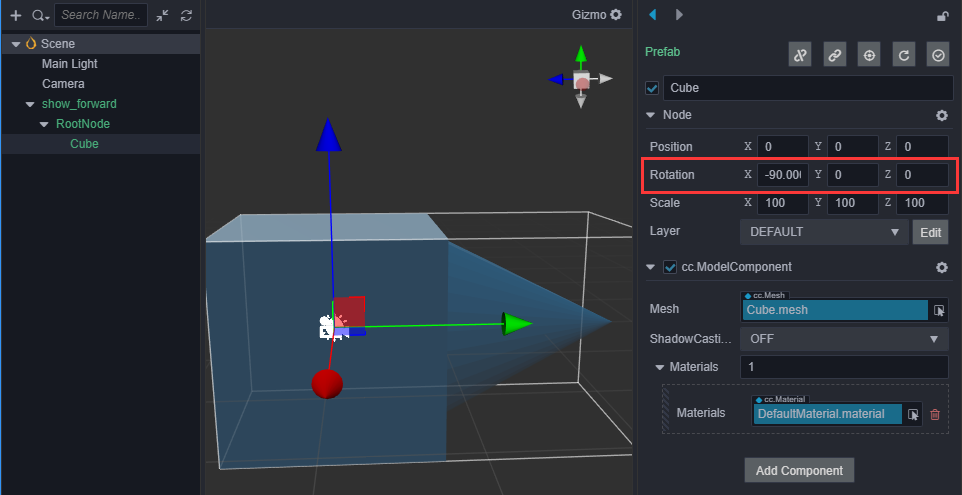 Search Name..
Scene
Main Light
Camera
show_forward
RootNode
Cube
Gizmo
Prefab
Cube
Node
Position X 0 Y 0 Z 0
Rotation X -90.00 Y 0 Z 0
Scale X 100 Y 100 Z 100
Layer DEFAULT Edit
cc.ModelComponent
cc.Mesh
Mesh Cube.mesh
ShadowCasti... OFF
Materials 1
cc.Material
Materials DefaultMaterial.material
Add Component